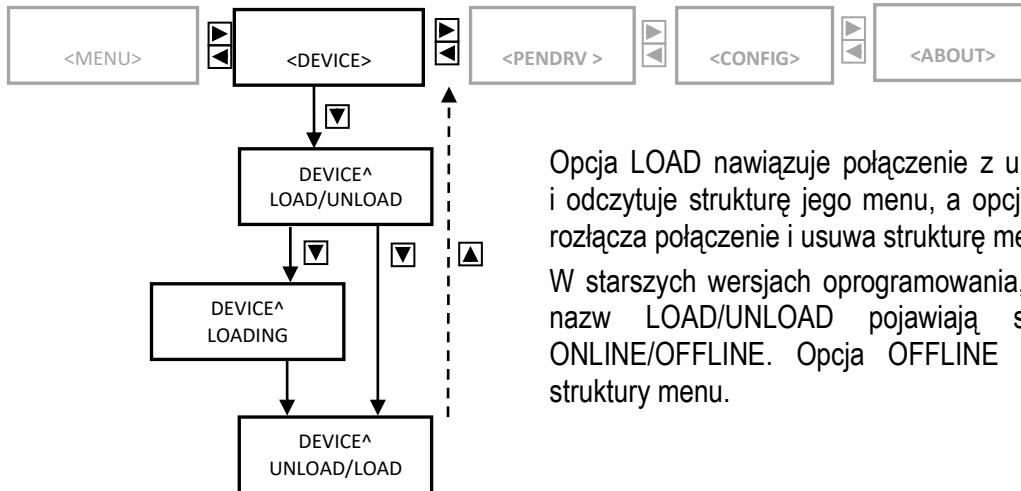 <MENU>
<DEVICE>
<PENDRV >
<CONFIG>
<ABOUT>
DEVICE^
LOAD/UNLOAD
DEVICE^
LOADING
DEVICE^
UNLOAD/LOAD
Opcja LOAD nawiązuje połączenie z
i odczytuje strukturę jego menu, a
rozłącza połączenie i usuwa strukturę
W starszych wersjach oprogramowania,
nazw LOAD/UNLOAD pojawiają
ONLINE/OFFLINE. Opcja OFFLINE
struktury menu.